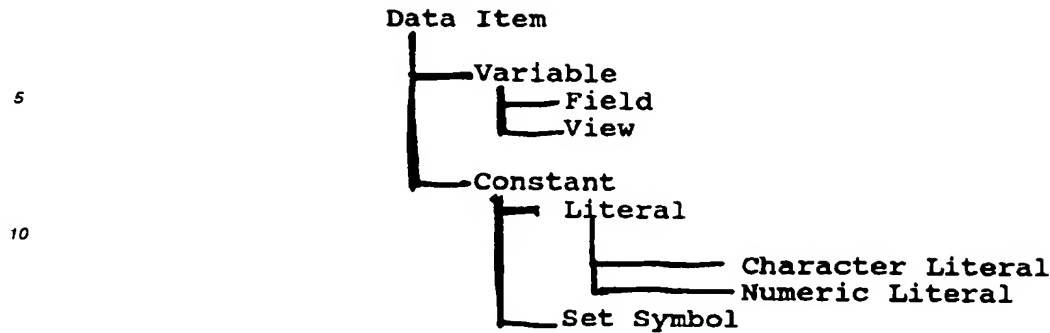 Data Item
Variable
5
Field
View
Constant
Literal
10
Character Literal
Numeric Literal
Set Symbol